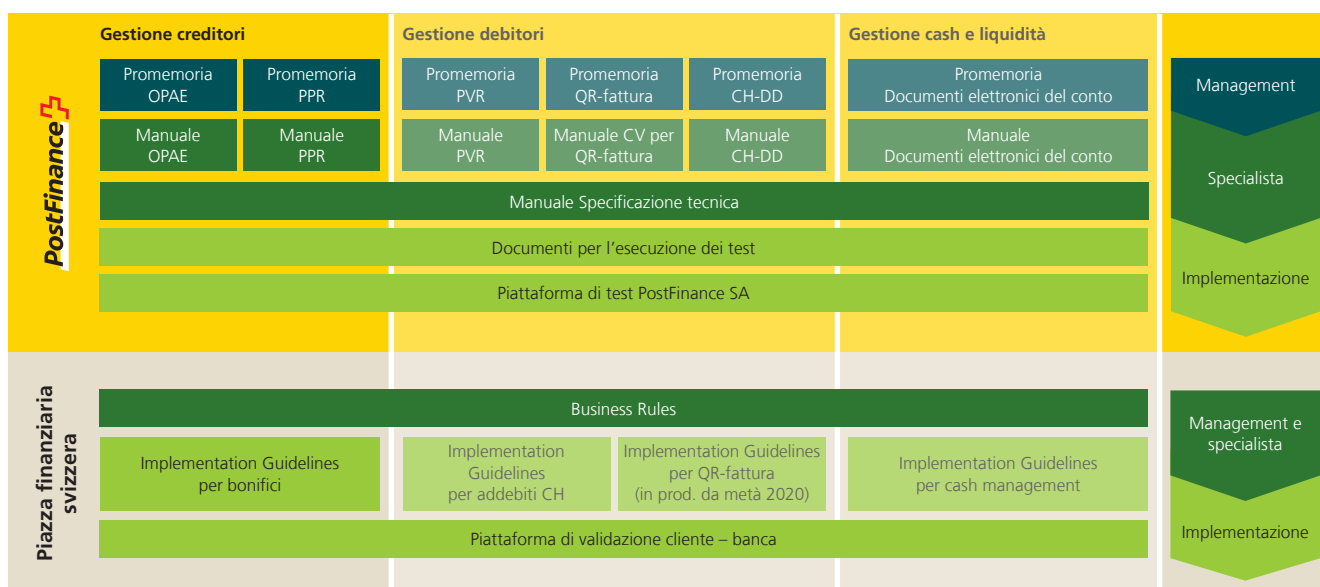 Gestione creditori
Gestione debitori
Gestione cash e liquidità
PostFinance
Promemoria
OPAE
Promemoria
PPR
Promemoria
PVR
Promemoria
QR-fattura
Promemoria
CH-DD
Promemoria
Documenti elettronici del conto
Management
Manuale
OPAE
Manuale
PPR
Manuale
PVR
Manuale CV per
QR-fattura
Manuale
CH-DD
Manuale
Documenti elettronici del conto
Specialista
Manuale Specificazione tecnica
Documenti per l'esecuzione dei test
Implementazione
Piattaforma di test PostFinance SA
Piazza finanziaria
svizzera
Business Rules
Management e
specialista
Implementation Guidelines
per bonifici
Implementation
Guidelines
per addebiti CH
Implementation Guidelines
per QR-fattura
(in prod. da metà 2020)
Implementation Guidelines
per cash management
Piattaforma di validazione cliente – banca
Implementazione